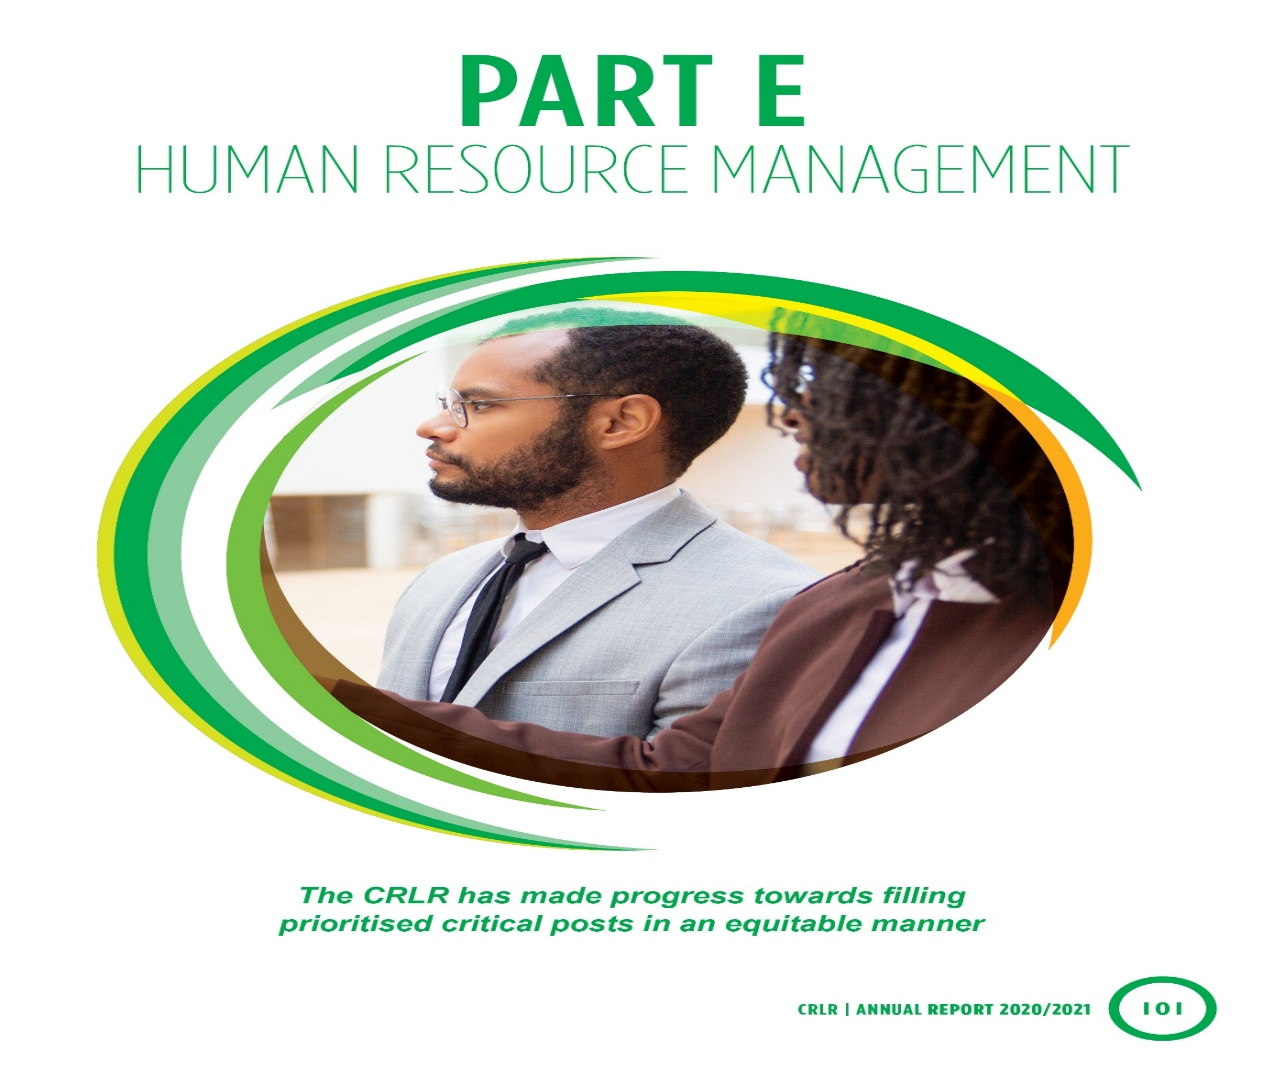 PART E
HUMAN RESOURCE MANAGEMENT
The CRLR has made progress towards filling
prioritised critical posts in an equitable manner
CRLR | ANNUAL REPORT 2020/2021 101